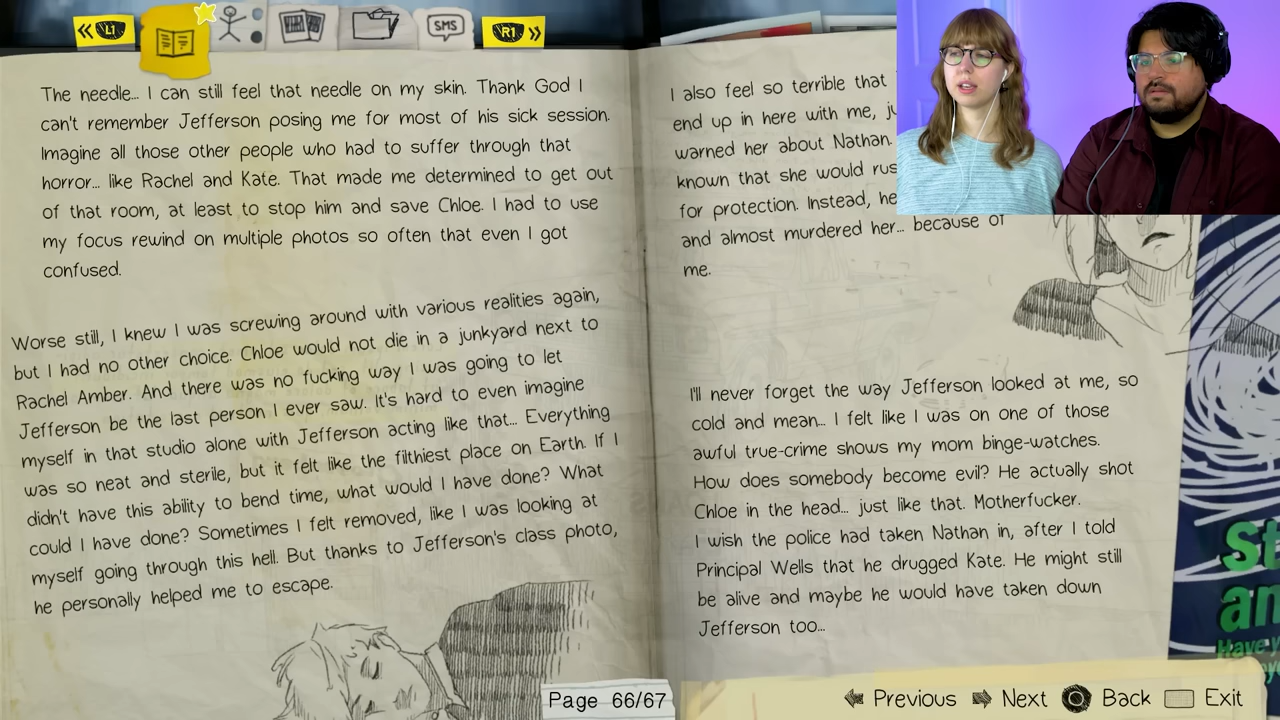 L1
SMS
R1
The needle... I can still feel that needle on my skin. Thank God I
can't remember Jefferson posing me for most of his sick session.
Imagine all those other people who had to suffer through that
horror... like Rachel and Kate. That made me determined to get out
of that room, at least to stop him and save Chloe. I had to use
my focus rewind on multiple photos so often that even I got
confused.
Worse still, I knew I was screwing around with various realities again,
but I had no other choice. Chloe would not die in a junkyard next to
Rachel Amber. And there was no fucking way I was going to let
Jefferson be the last person I ever saw. It's hard to even imagine
myself in that studio alone with Jefferson acting like that... Everything
was so neat and sterile, but it felt like the filthiest place on Earth. If I
didn't have this ability to bend time, what would I have done? What
could I have done? Sometimes I felt removed, like I was looking at
myself going through this hell. But thanks to Jefferson's class photo,
he personally helped me to escape.
I also feel so terrible that
end up in here with me,
warned her about Nathan.
known that she would
for protection. Instead,
and almost murdered her... because of
me.
I'll never forget the way Jefferson looked at me, so
cold and mean... I felt like I was on one of those
awful true-crime shows my mom binge-watches.
How does somebody become evil? He actually shot
Chloe in the head... just like that. Motherfucker.
I wish the police had taken Nathan in, after I told
Principal Wells that he drugged Kate. He might still
be alive and maybe he would have taken down
Jefferson too...
Page 66/67
Previous Next Back Exit